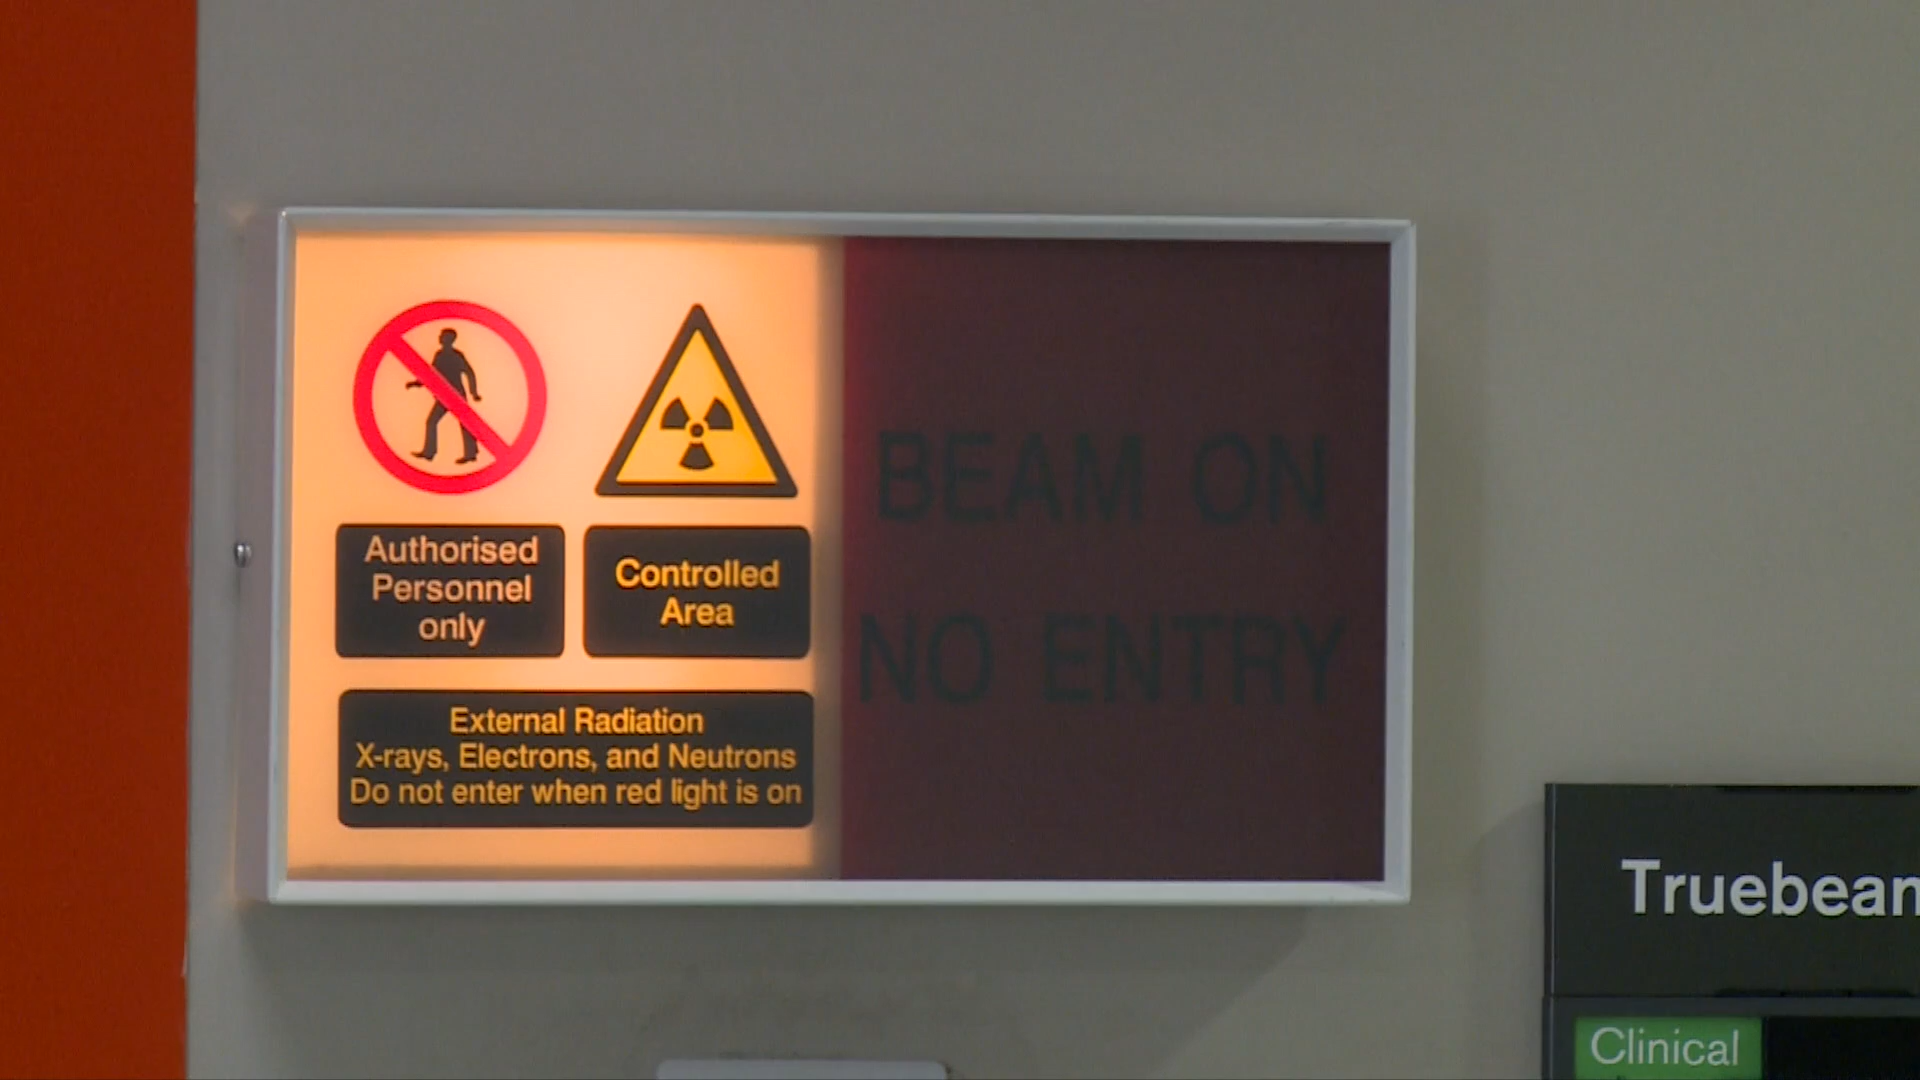 Authorised
Personnel
only
Controlled
Area
External Radiation
X-rays, Electrons, and Neutrons
Do not enter when red light is on
BEAM ON
NO ENTRY
Truebeam
Clinical